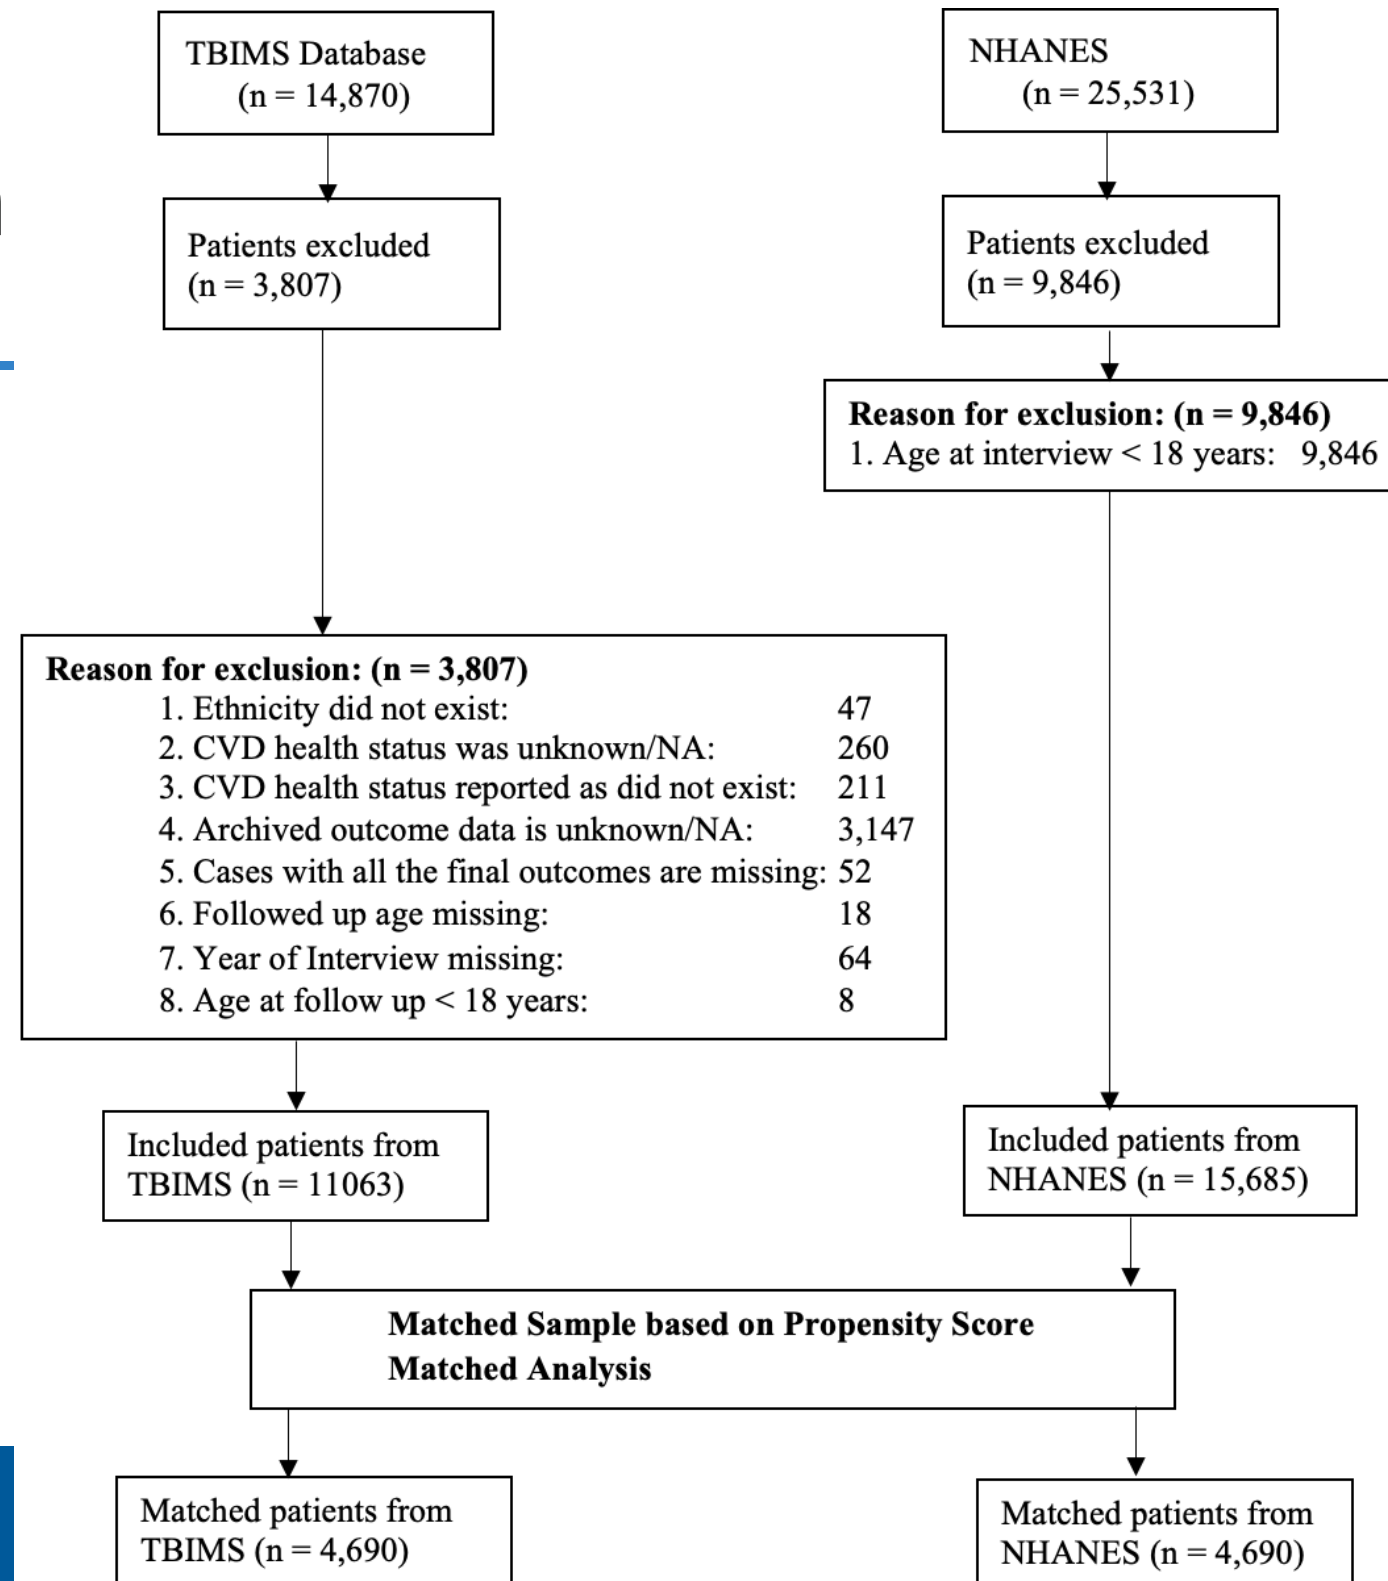 TBIMS Database
(n = 14,870)
NHANES
(n = 25,531)
Patients excluded
(n = 3,807)
Patients excluded
(n = 9,846)
Reason for exclusion: (n = 9,846)
1. Age at interview < 18 years: 9,846
Reason for exclusion: (n = 3,807)
1. Ethnicity did not exist: 47
2. CVD health status was unknown/NA: 260
3. CVD health status reported as did not exist: 211
4. Archived outcome data is unknown/NA: 3,147
5. Cases with all the final outcomes are missing: 52
6. Followed up age missing: 18
7. Year of Interview missing: 64
8. Age at follow up < 18 years: 8
Included patients from
TBIMS (n = 11063)
Included patients from
NHANES (n = 15,685)
Matched Sample based on Propensity Score
Matched Analysis
Matched patients from
TBIMS (n = 4,690)
Matched patients from
NHANES (n = 4,690)